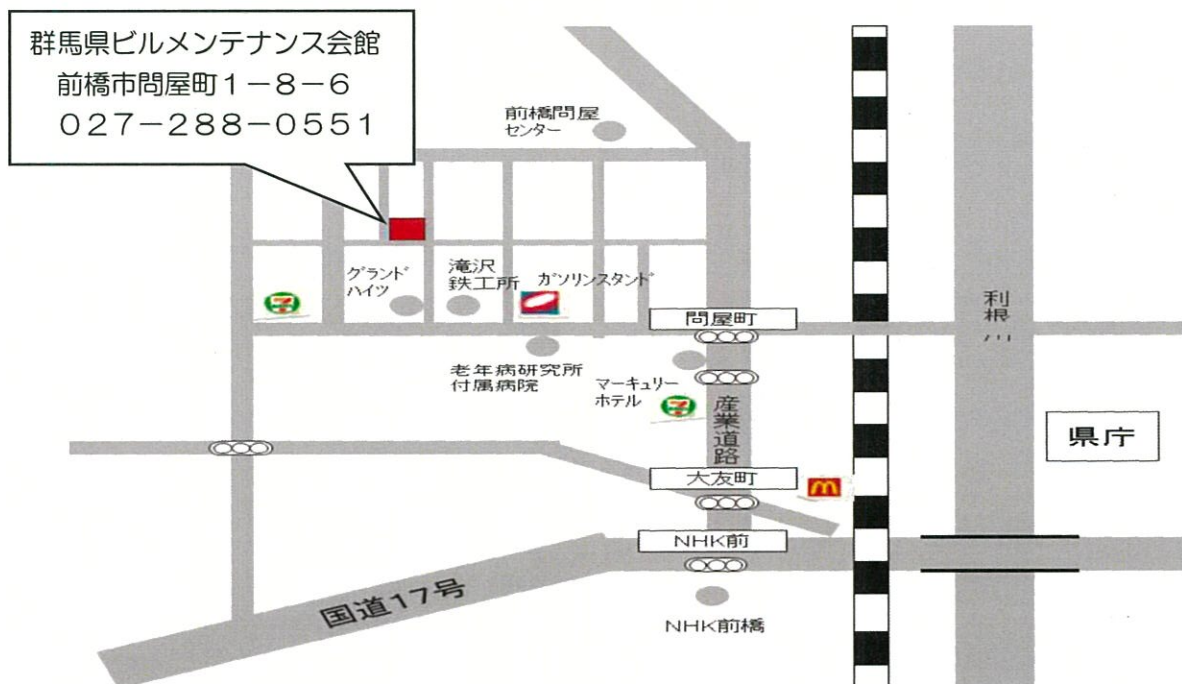 群馬県ビルメンテナンス会館
前橋市問屋町1－8－6
027－288－0551
前橋問屋
センター
グランド
ハイツ
滝沢
鉄工所
ガソリンスタンド
7
問屋町
利根川
老年病研究所
付属病院
マーキュリー
ホテル
7
産業道路
県庁
大友町
M
NHK前
国道17号
NHK前橋